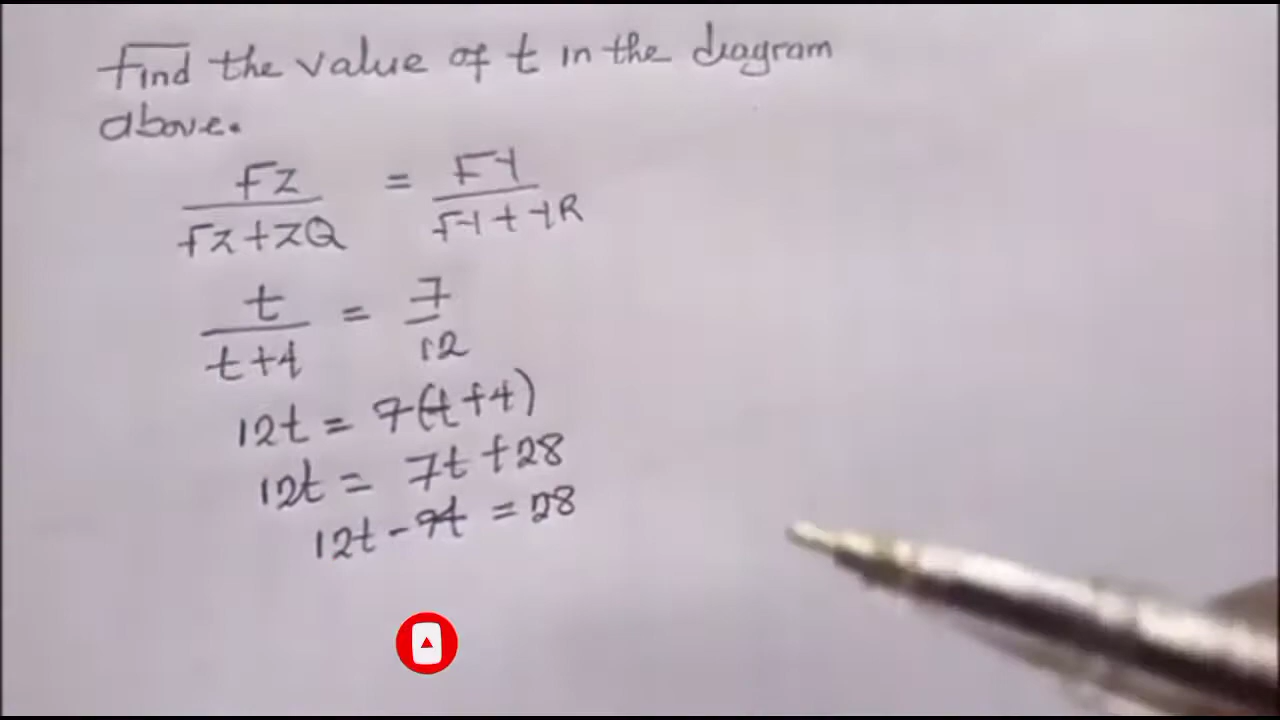 Find the value of t in the diagram
above.
FZ / FZ+ZQ = FY / FY+YR
t / t+4 = 7 / 12
12t = 7(t+4)
12t = 7t+28
12t-7t = 28